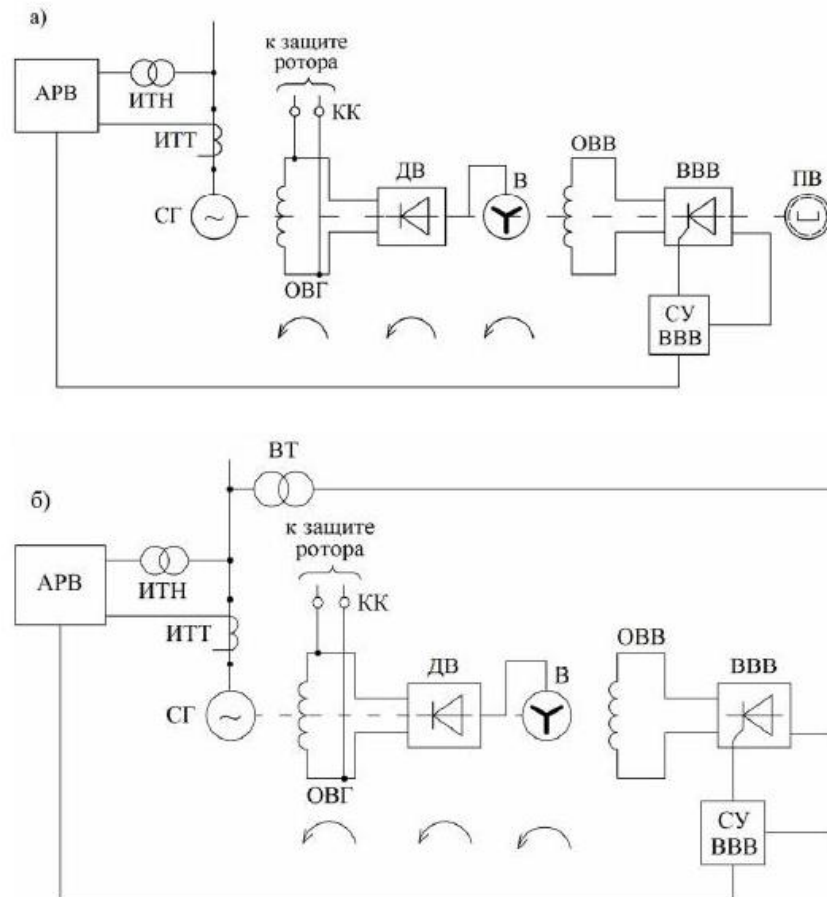 а)
к защите
ротора
АРВ
ИТН
КК
ИТТ
ОВВ
ДВ
В
ВВВ
ПВ
СГ
ОВГ
СУ
ВВВ
ВТ
б)
к защите
ротора
АРВ
ИТН
КК
ИТТ
ОВВ
ДВ
В
ВВВ
СГ
ОВГ
СУ
ВВВ